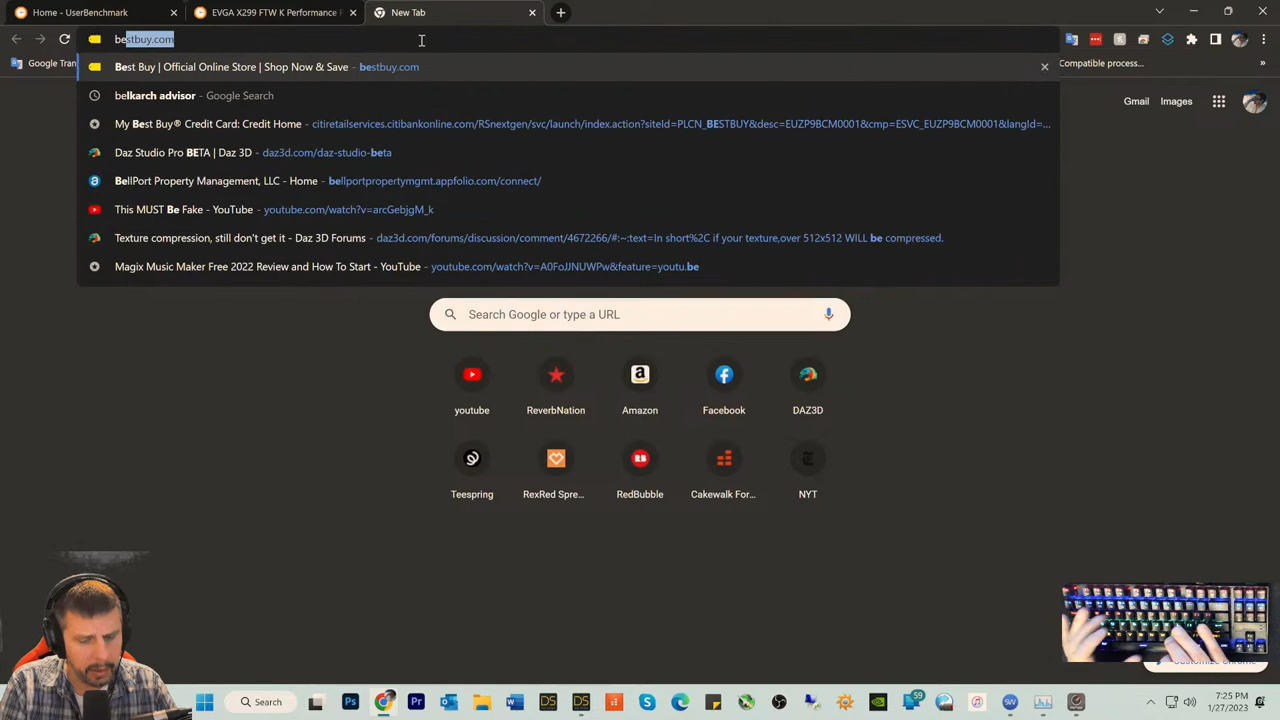 Home - UserBenchmark
EVGA X299 FTW K Performance
New Tab
bestbuy.com
Google Tran
Compatible process...
Best Buy | Official Online Store | Shop Now & Save - bestbuy.com
belkarch advisor - Google Search
My Best Buy® Credit Card: Credit Home - citiretailservices.citibankonline.com/RSnextgen/svc/launch/index.action?siteId=PLCN_BESTBUY&desc=EUZP9BCM0001&cmp=ESVC_EUZP9BCM0001&langId=...
Daz Studio Pro BETA | Daz 3D - daz3d.com/daz-studio-beta
BellPort Property Management, LLC - Home - bellportpropertymgmt.appfolio.com/connect/
This MUST Be Fake - YouTube - youtube.com/watch?v=arcGebjgM_k
Texture compression, still don't get it - Daz 3D Forums - daz3d.com/forums/discussion/comment/4672266/#:~:text=In short%2C if your texture,over 512x512 WILL be compressed.
Magix Music Maker Free 2022 Review and How To Start - YouTube - youtube.com/watch?v=A0FoJJNUWPw&feature=youtu.be
Gmail Images
Search Google or type a URL
youtube ReverbNation Amazon Facebook DAZ3D
Teespring RexRed Spre... RedBubble Cakewalk For... NYT
Customize Chrome
Search
59
7:25 PM
1/27/2023